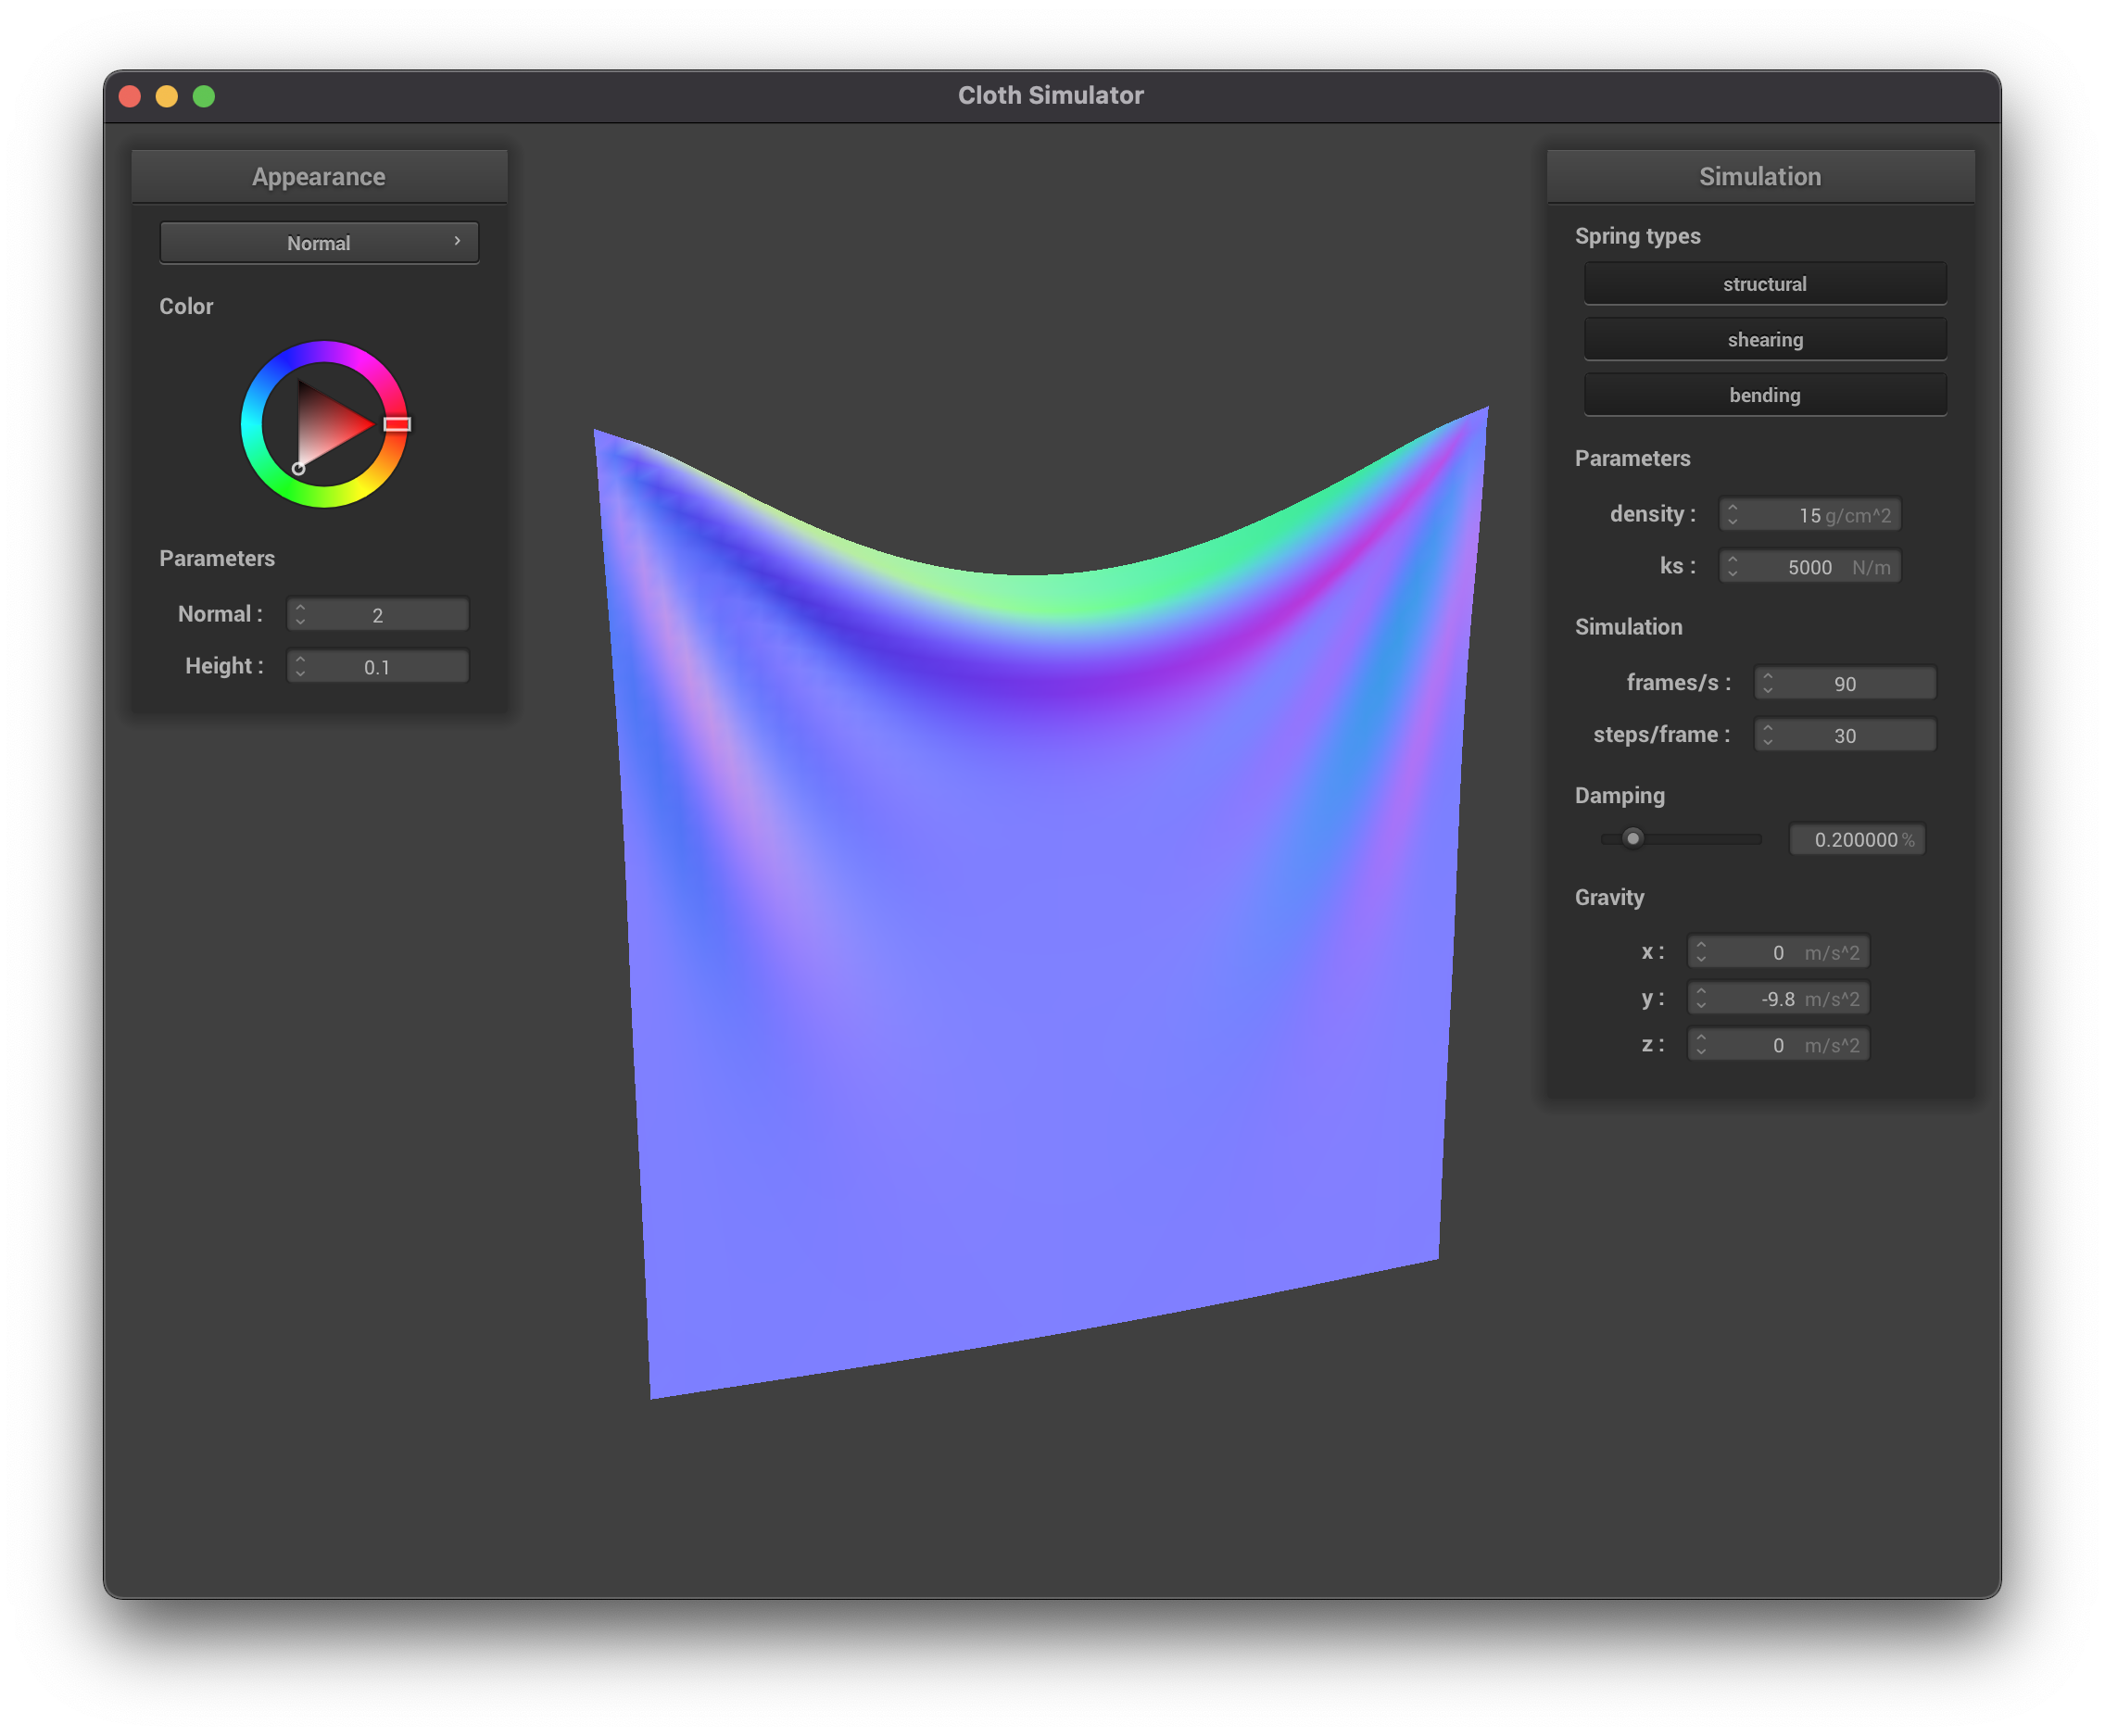 Cloth Simulator
Appearance
Normal
Color
Parameters
Normal : 2
Height : 0.1
Simulation
Spring types
structural
shearing
bending
Parameters
density : 15 g/cm^2
ks : 5000 N/m
Simulation
frames/s : 90
steps/frame : 30
Damping
0.200000 %
Gravity
x : 0 m/s^2
y : -9.8 m/s^2
z : 0 m/s^2